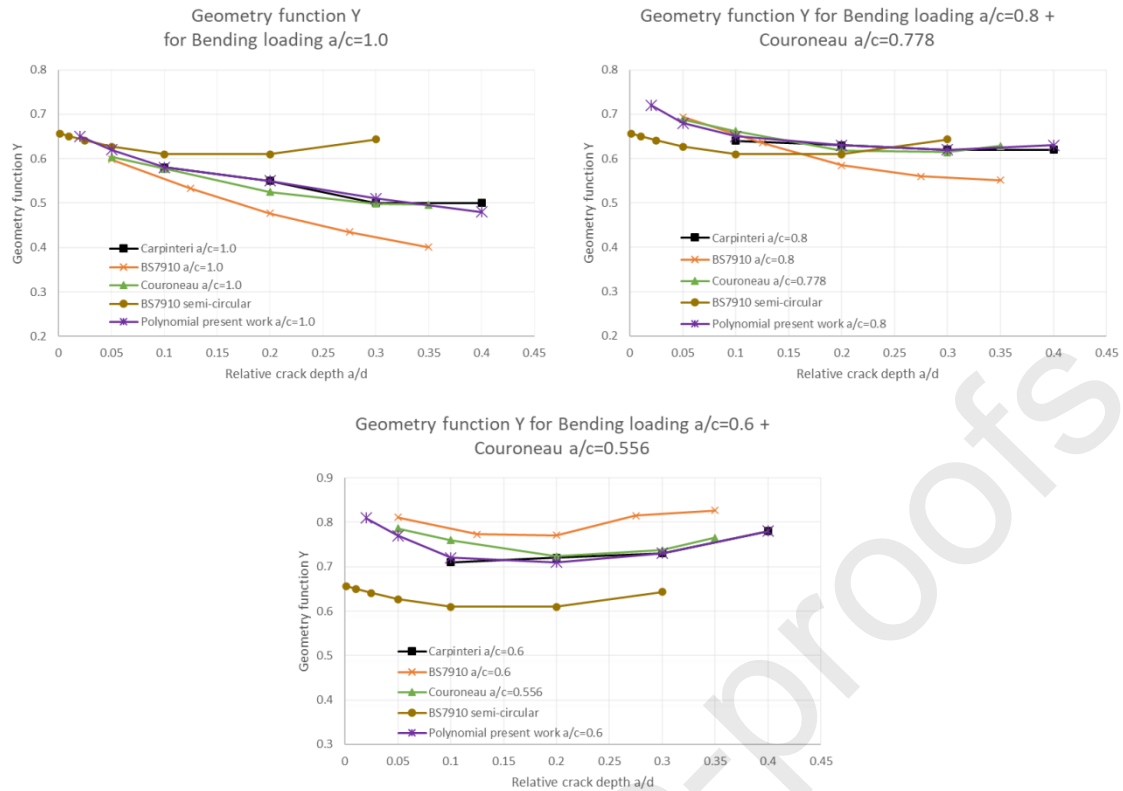 Geometry function Y
for Bending loading a/c=1.0
0.8
0.7
0.6
0.5
0.4
0.3
0.2
0
0.05
0.1
0.15
0.2
0.25
0.3
0.35
0.4
0.45
Geometry function Y
Relative crack depth a/d
Carpinteri a/c=1.0
BS7910 a/c=1.0
Couroneau a/c=1.0
BS7910 semi-circular
Polynomial present work a/c=1.0
Geometry function Y for Bending loading a/c=0.8 +
Couroneau a/c=0.778
0.8
0.7
0.6
0.5
0.4
0.3
0.2
0
0.05
0.1
0.15
0.2
0.25
0.3
0.35
0.4
0.45
Geometry function Y
Relative crack depth a/d
Carpinteri a/c=0.8
BS7910 a/c=0.8
Couroneau a/c=0.778
BS7910 semi-circular
Polynomial present work a/c=0.8
Geometry function Y for Bending loading a/c=0.6 +
Couroneau a/c=0.556
0.9
0.8
0.7
0.6
0.5
0.4
0.3
0
0.05
0.1
0.15
0.2
0.25
0.3
0.35
0.4
0.45
Geometry function Y
Relative crack depth a/d
Carpinteri a/c=0.6
BS7910 a/c=0.6
Couroneau a/c=0.556
BS7910 semi-circular
Polynomial present work a/c=0.6
-proofs